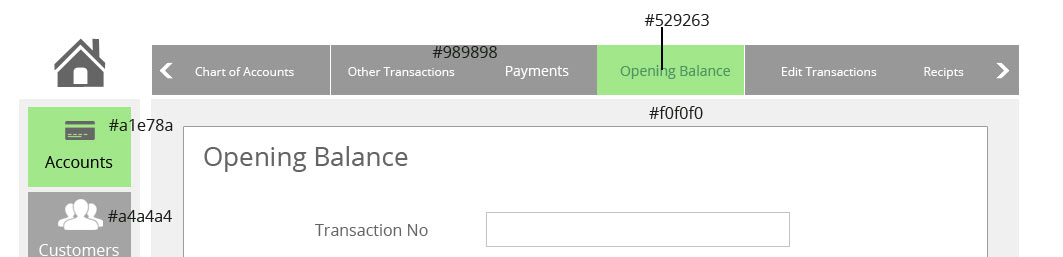 #529263
#989898
Chart of Accounts
Other Transactions
Payments
Opening Balance
Edit Transactions
Recipts
#f0f0f0
#a1e78a
Accounts
Opening Balance
#a4a4a4
Customers
Transaction No